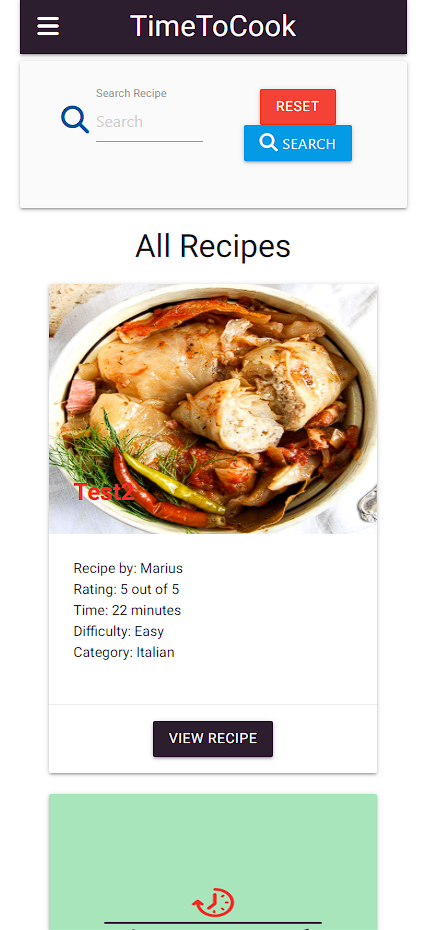 TimeToCook
Search Recipe
Search
RESET
SEARCH
All Recipes
Test2
Recipe by: Marius
Rating: 5 out of 5
Time: 22 minutes
Difficulty: Easy
Category: Italian
VIEW RECIPE